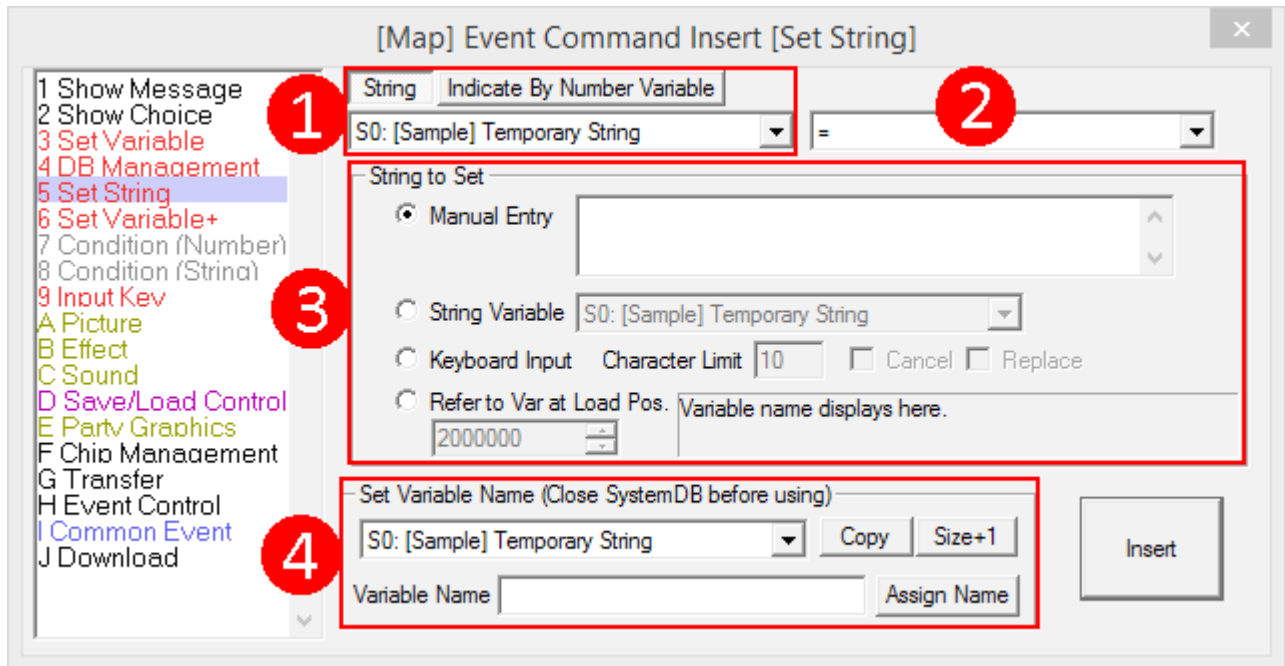 [Map] Event Command Insert [Set String]
×
1 Show Message
2 Show Choice
3 Set Variable
4 DB Management
5 Set String
6 Set Variable+
7 Condition (Number)
8 Condition (String)
9 Input Key
A Picture
B Effect
C Sound
D Save/Load Control
E Party Graphics
F Chip Management
G Transfer
H Event Control
I Common Event
J Download
1
String Indicate By Number Variable
S0: [Sample] Temporary String
2
=
3
String to Set
Manual Entry
String Variable S0: [Sample] Temporary String
Keyboard Input Character Limit 10 Cancel Replace
Refer to Var at Load Pos. Variable name displays here.
2000000
4
Set Variable Name (Close SystemDB before using)
S0: [Sample] Temporary String Copy Size+1
Variable Name Assign Name
Insert